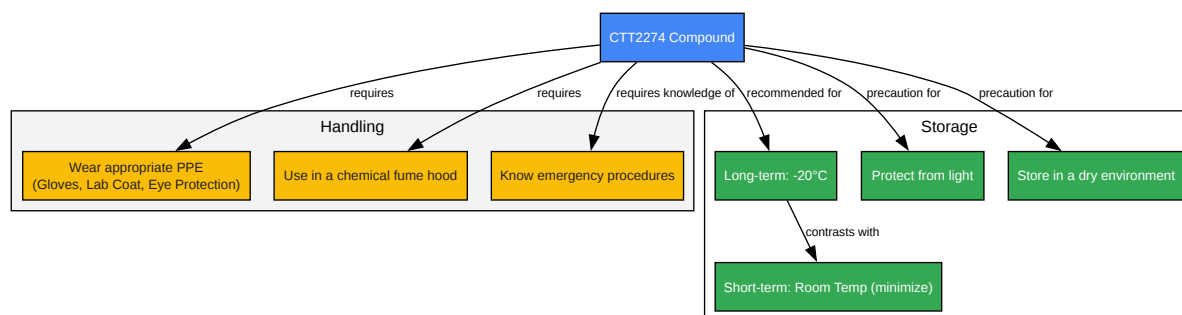 CTT2274 Compound
requires
requires
requires knowledge of
recommended for
precaution for
precaution for
Handling
Storage
Wear appropriate PPE
(Gloves, Lab Coat, Eye Protection)
Use in a chemical fume hood
Know emergency procedures
Long-term: -20°C
Protect from light
Store in a dry environment
contrasts with
Short-term: Room Temp (minimize)